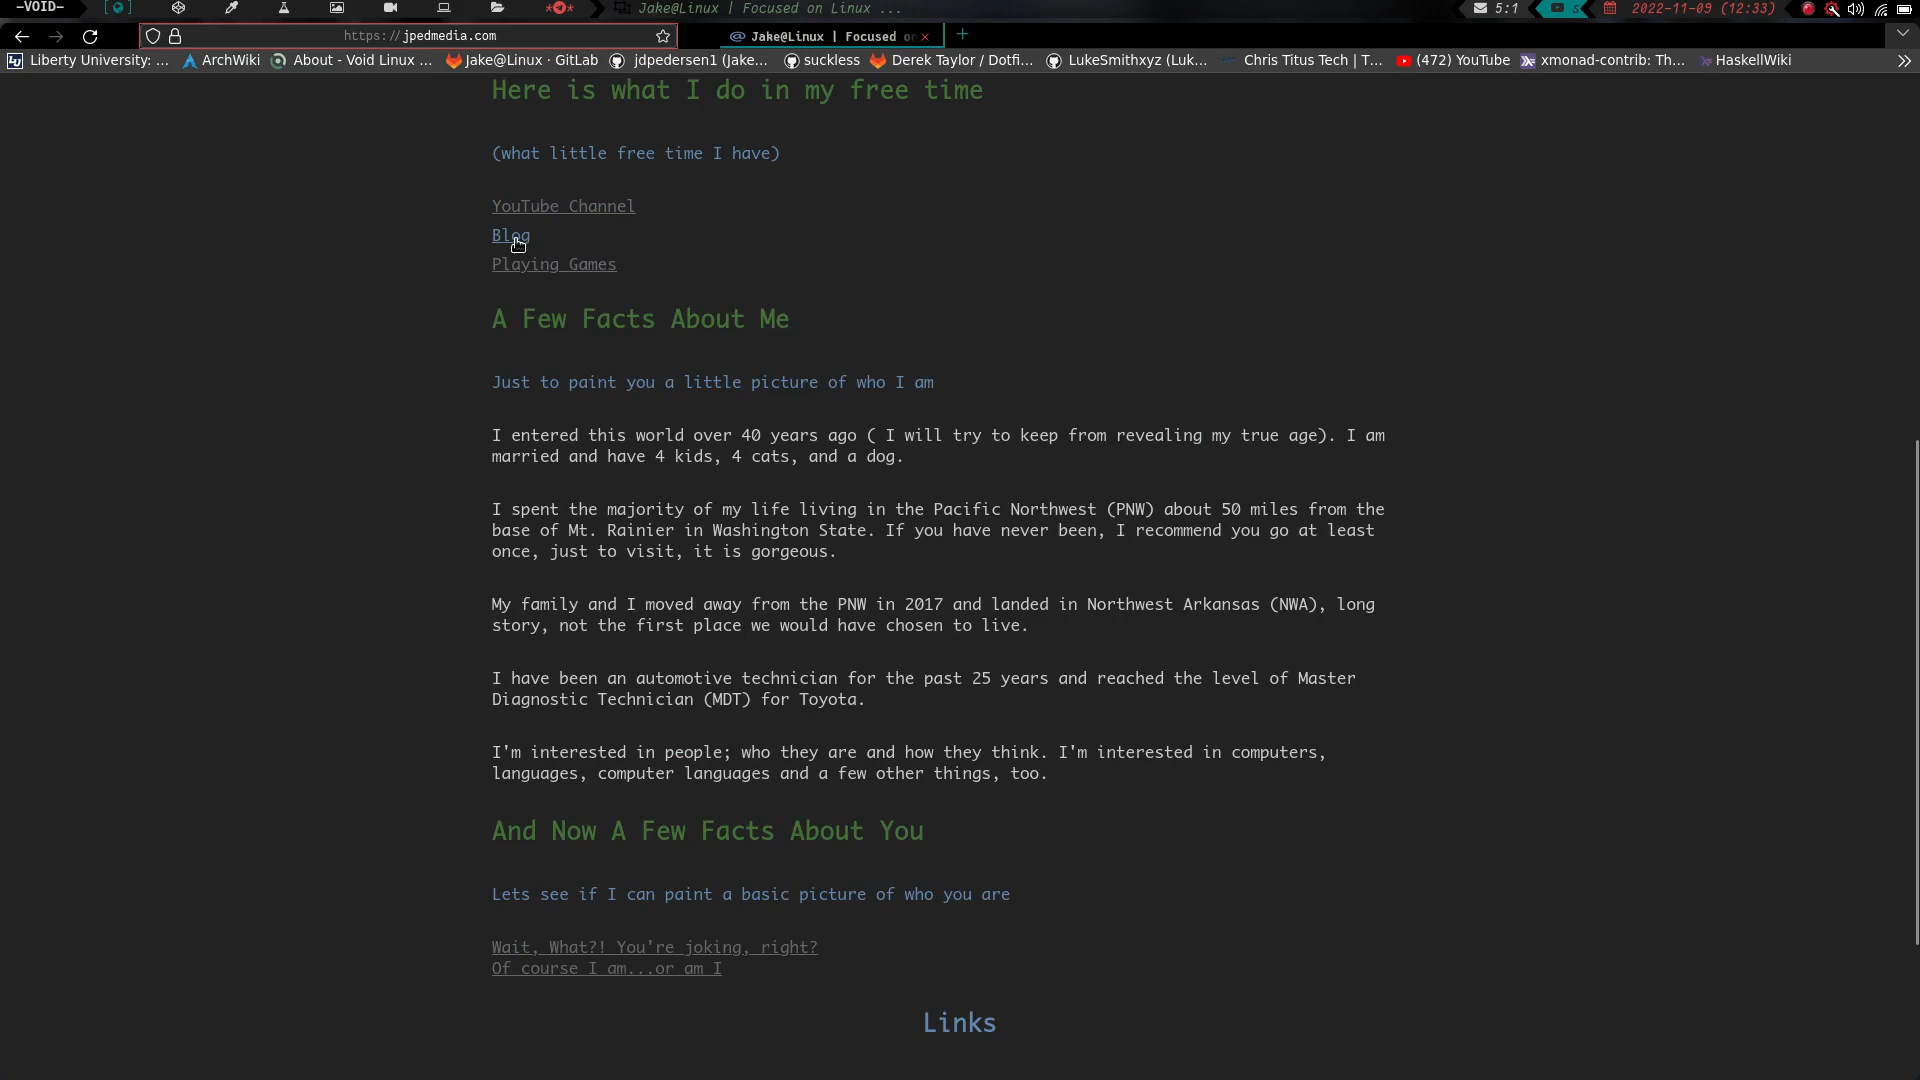 -VOID-
Jake@Linux | Focused on Linux ...
5:1
s
2022-11-09 (12:33)
https://jpedmedia.com
Jake@Linux | Focused on
Liberty University: ...
ArchWiki
About - Void Linux ...
Jake@Linux · GitLab
jdpedersen1 (Jake...
suckless
Derek Taylor / Dotfi...
LukeSmithxyz (Luk...
Chris Titus Tech | T...
(472) YouTube
xmonad-contrib: Th...
HaskellWiki
Here is what I do in my free time
(what little free time I have)
YouTube Channel
Blog
Playing Games
A Few Facts About Me
Just to paint you a little picture of who I am
I entered this world over 40 years ago ( I will try to keep from revealing my true age). I am
married and have 4 kids, 4 cats, and a dog.
I spent the majority of my life living in the Pacific Northwest (PNW) about 50 miles from the
base of Mt. Rainier in Washington State. If you have never been, I recommend you go at least
once, just to visit, it is gorgeous.
My family and I moved away from the PNW in 2017 and landed in Northwest Arkansas (NWA), long
story, not the first place we would have chosen to live.
I have been an automotive technician for the past 25 years and reached the level of Master
Diagnostic Technician (MDT) for Toyota.
I'm interested in people; who they are and how they think. I'm interested in computers,
languages, computer languages and a few other things, too.
And Now A Few Facts About You
Lets see if I can paint a basic picture of who you are
Wait, What?! You're joking, right?
Of course I am...or am I
Links